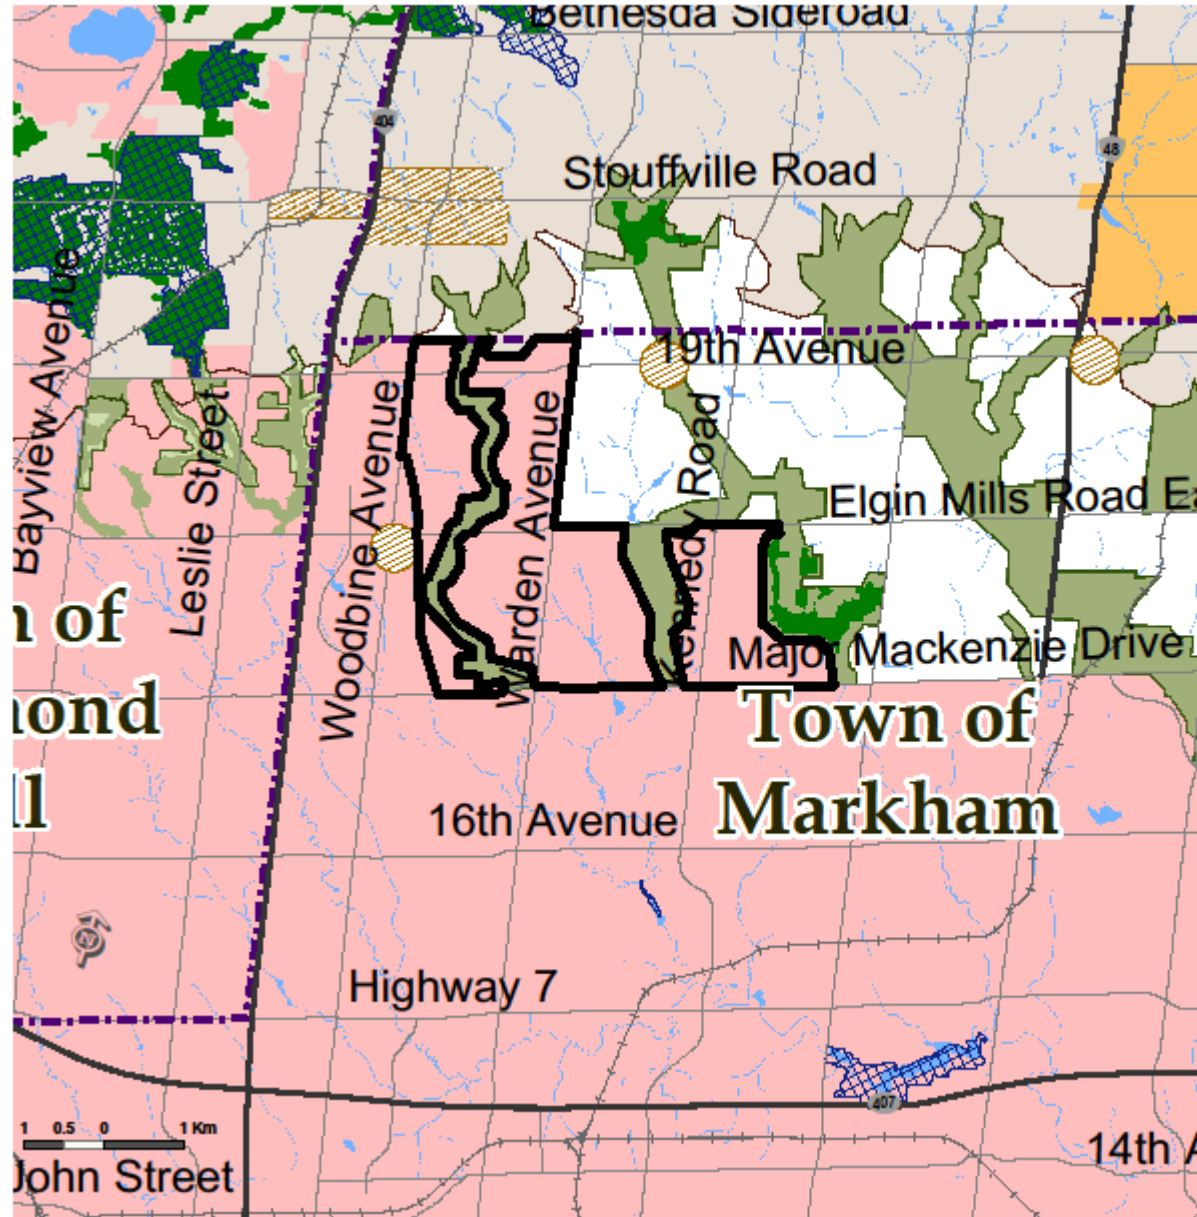 Bethesda Sideroad
404
48
Stouffville Road
19th Avenue
Bayview Avenue
Leslie Street
Woodbine Avenue
Warden Avenue
Kennedy Road
Elgin Mills Road Ea
n of
Major Mackenzie Drive
ond
ll
Town of
Markham
16th Avenue
Highway 7
407
1 0.5 0 1 Km
John Street
14th A